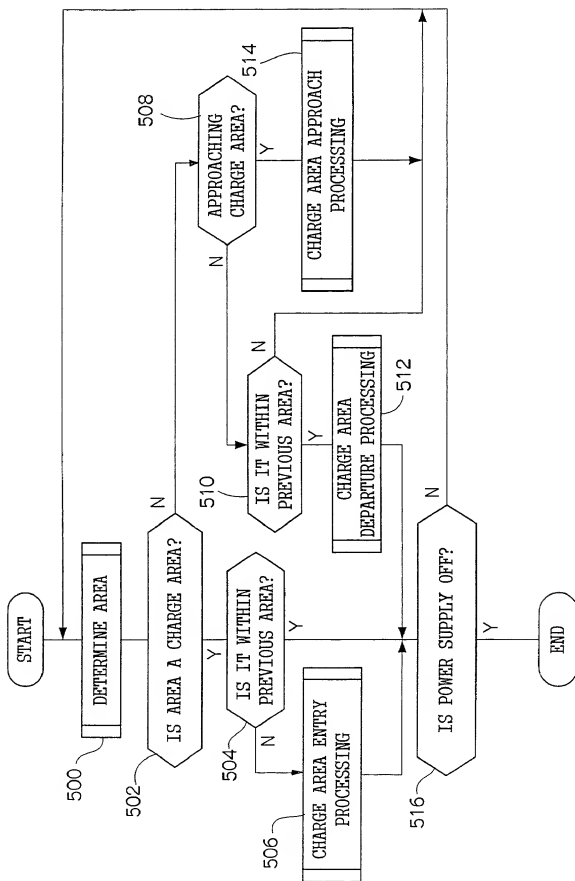 START
DETERMINE AREA
500
IS AREA A CHARGE AREA?
502
N
Y
IS IT WITHIN
PREVIOUS AREA?
504
N
Y
CHARGE AREA ENTRY
PROCESSING
506
APPROACHING
CHARGE AREA?
508
N
Y
IS IT WITHIN
PREVIOUS AREA?
510
N
Y
CHARGE AREA
DEPARTURE PROCESSING
512
CHARGE AREA APPROACH
PROCESSING
514
IS POWER SUPPLY OFF?
516
N
Y
END